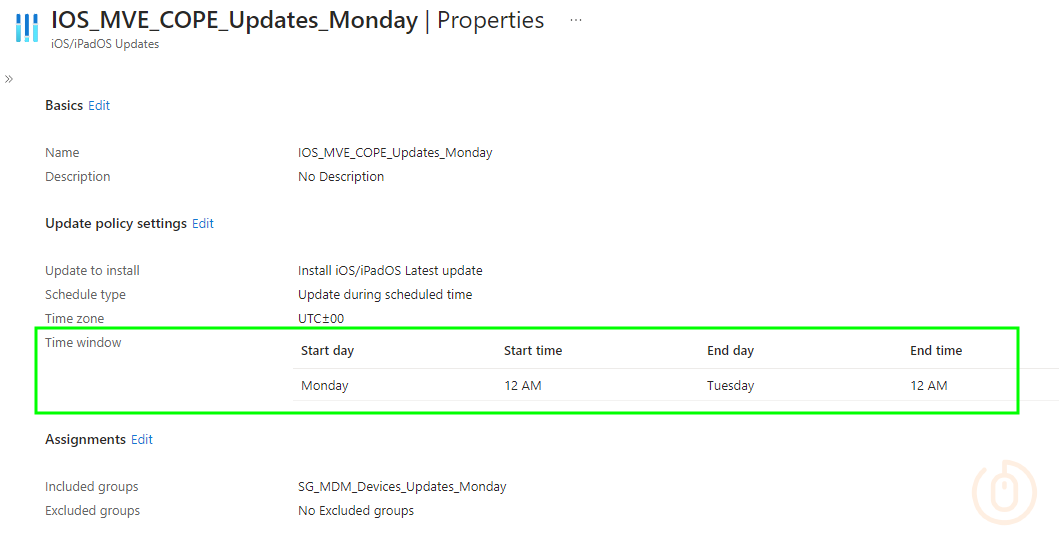 IOS_MVE_COPE_Updates_Monday | Properties ...
iOS/iPadOS Updates
»
Basics Edit
Name IOS_MVE_COPE_Updates_Monday
Description No Description
Update policy settings Edit
Update to install Install iOS/iPadOS Latest update
Schedule type Update during scheduled time
Time zone UTC±00
Time window
Start day Start time End day End time
Monday 12 AM Tuesday 12 AM
Assignments Edit
Included groups SG_MDM_Devices_Updates_Monday
Excluded groups No Excluded groups